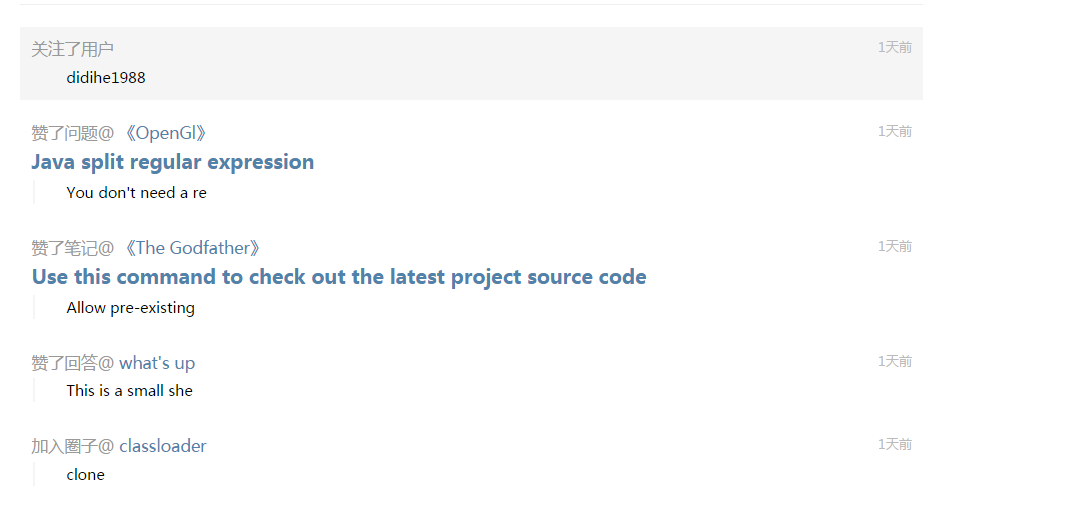 关注了用户 1天前
didihe1988
赞了问题@ 《OpenGl》 1天前
Java split regular expression
You don't need a re
赞了笔记@ 《The Godfather》 1天前
Use this command to check out the latest project source code
Allow pre-existing
赞了回答@ what's up 1天前
This is a small she
加入圈子@ classloader 1天前
clone